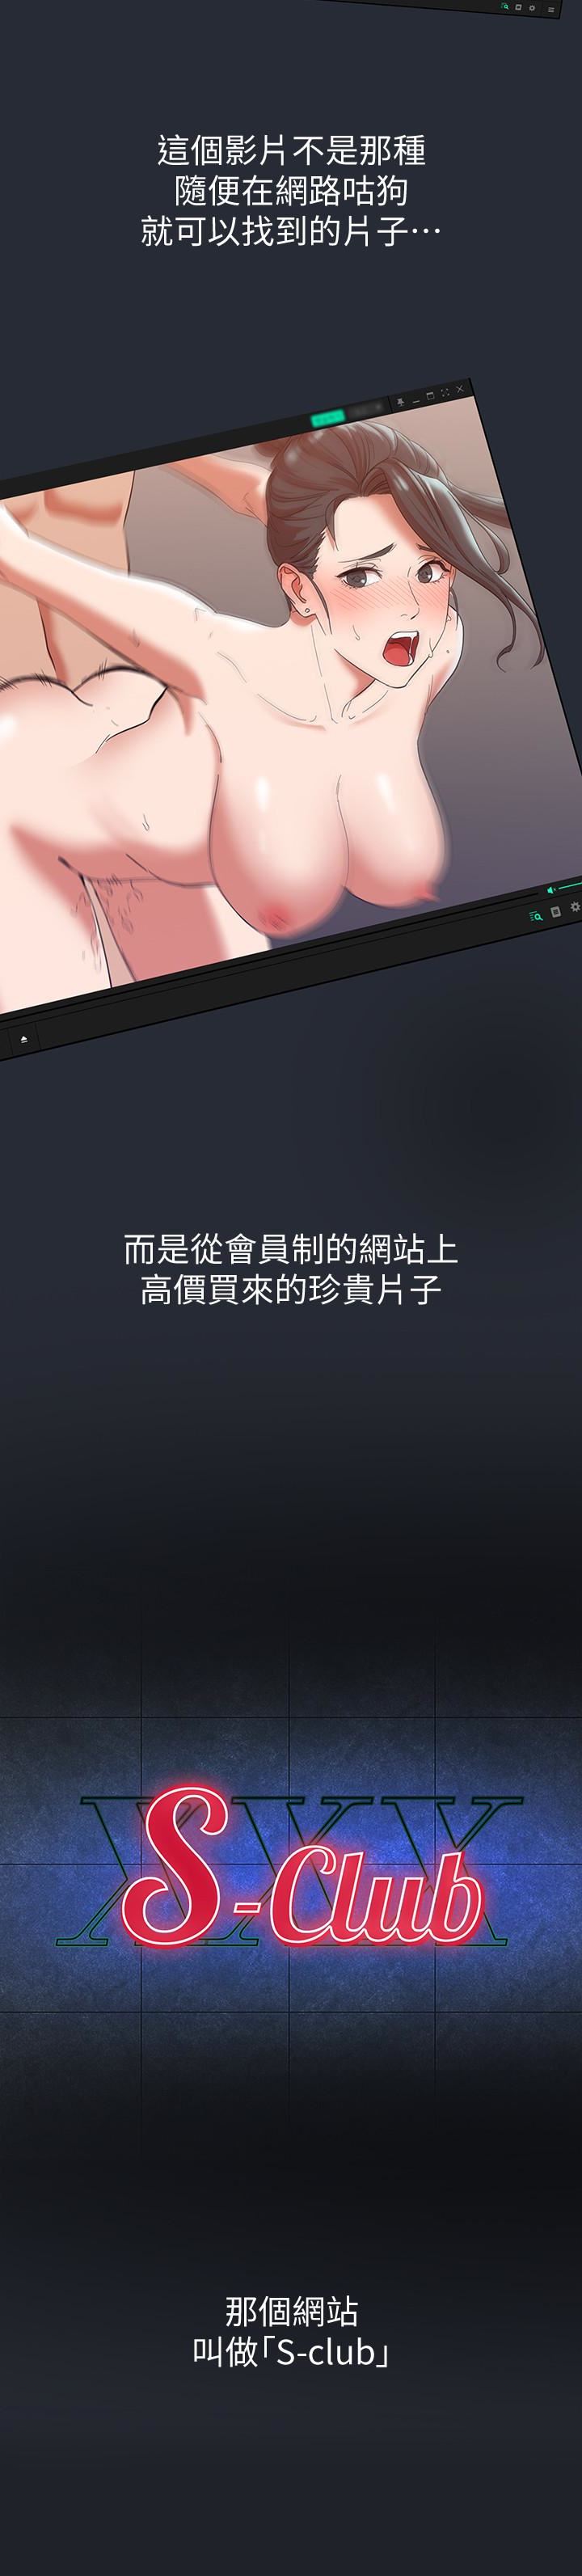 這個影片不是那種
隨便在網路咕狗
就可以找到的片子…
而是從會員制的網站上
高價買來的珍貴片子
XXX
S-Club
那個網站
叫做「S-club」